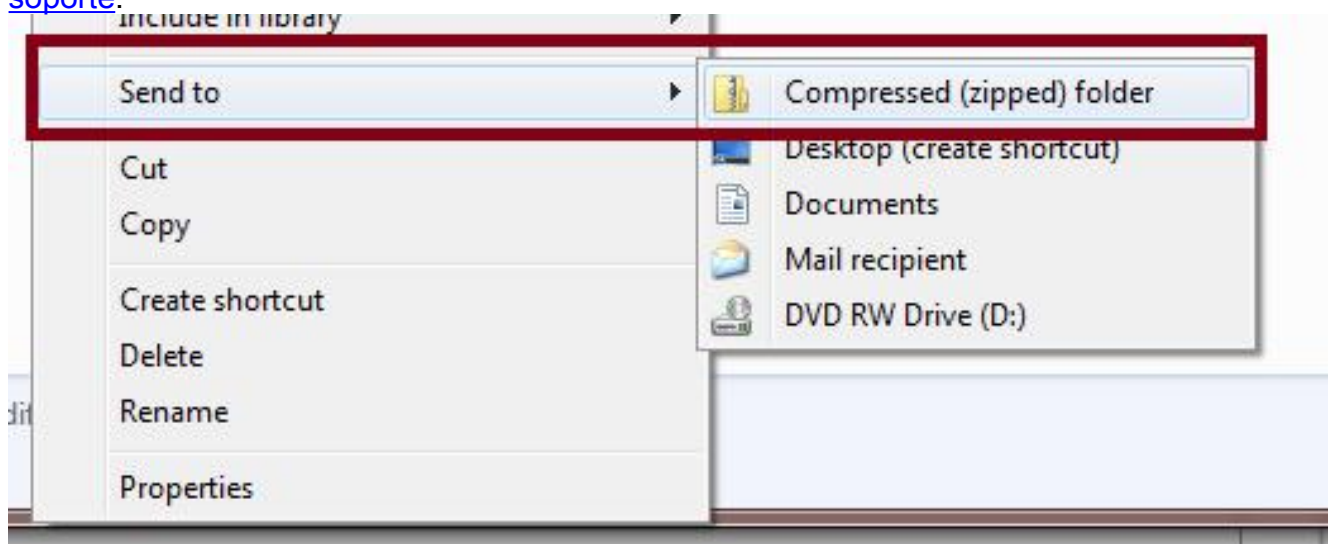 soporte.
Include in library
Send to
Compressed (zipped) folder
Desktop (create shortcut)
Cut
Documents
Copy
Mail recipient
Create shortcut
DVD RW Drive (D:)
Delete
Rename
Properties